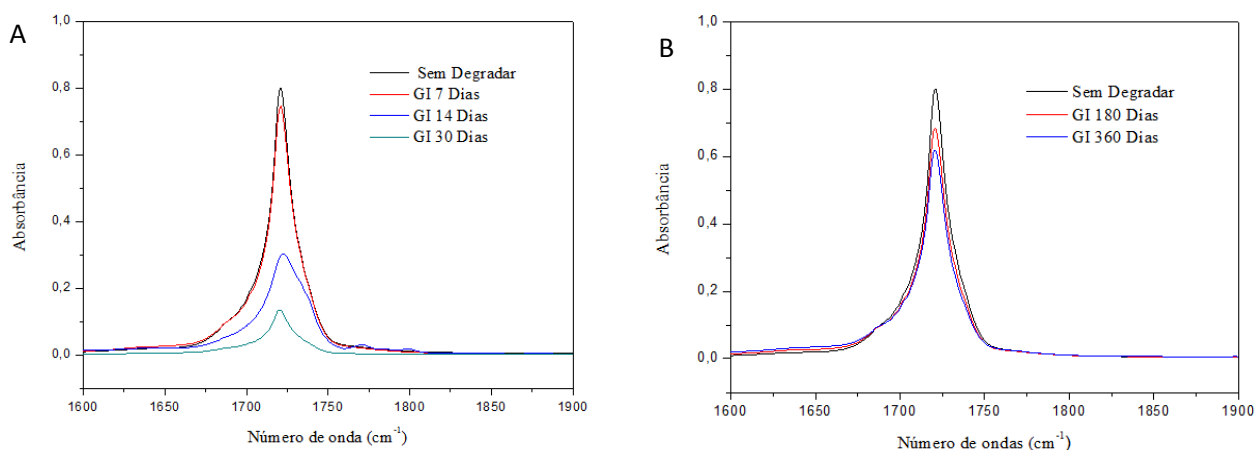 A
1,0
0,8
0,6
0,4
0,2
0,0
Absorbância
Sem Degradar
GI 7 Dias
GI 14 Dias
GI 30 Dias
1600 1650 1700 1750 1800 1850 1900
Número de onda (cm-1)
B
1,0
0,8
0,6
0,4
0,2
0,0
Absorbância
Sem Degradar
GI 180 Dias
GI 360 Dias
1600 1650 1700 1750 1800 1850 1900
Número de ondas (cm-1)